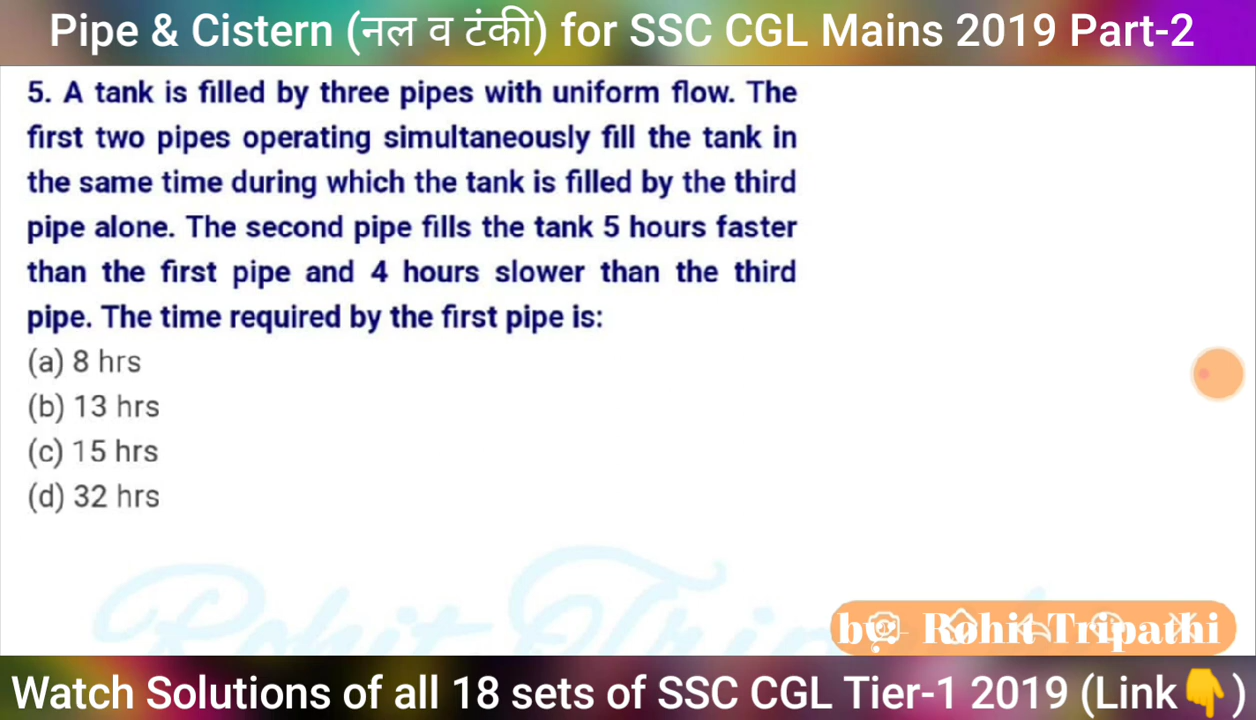 Pipe & Cistern (नल व टंकी) for SSC CGL Mains 2019 Part-2
5. A tank is filled by three pipes with uniform flow. The
first two pipes operating simultaneously fill the tank in
the same time during which the tank is filled by the third
pipe alone. The second pipe fills the tank 5 hours faster
than the first pipe and 4 hours slower than the third
pipe. The time required by the first pipe is:
(a) 8 hrs
(b) 13 hrs
(c) 15 hrs
(d) 32 hrs
by: Rohit Tripathi
Watch Solutions of all 18 sets of SSC CGL Tier-1 2019 (Link👇)